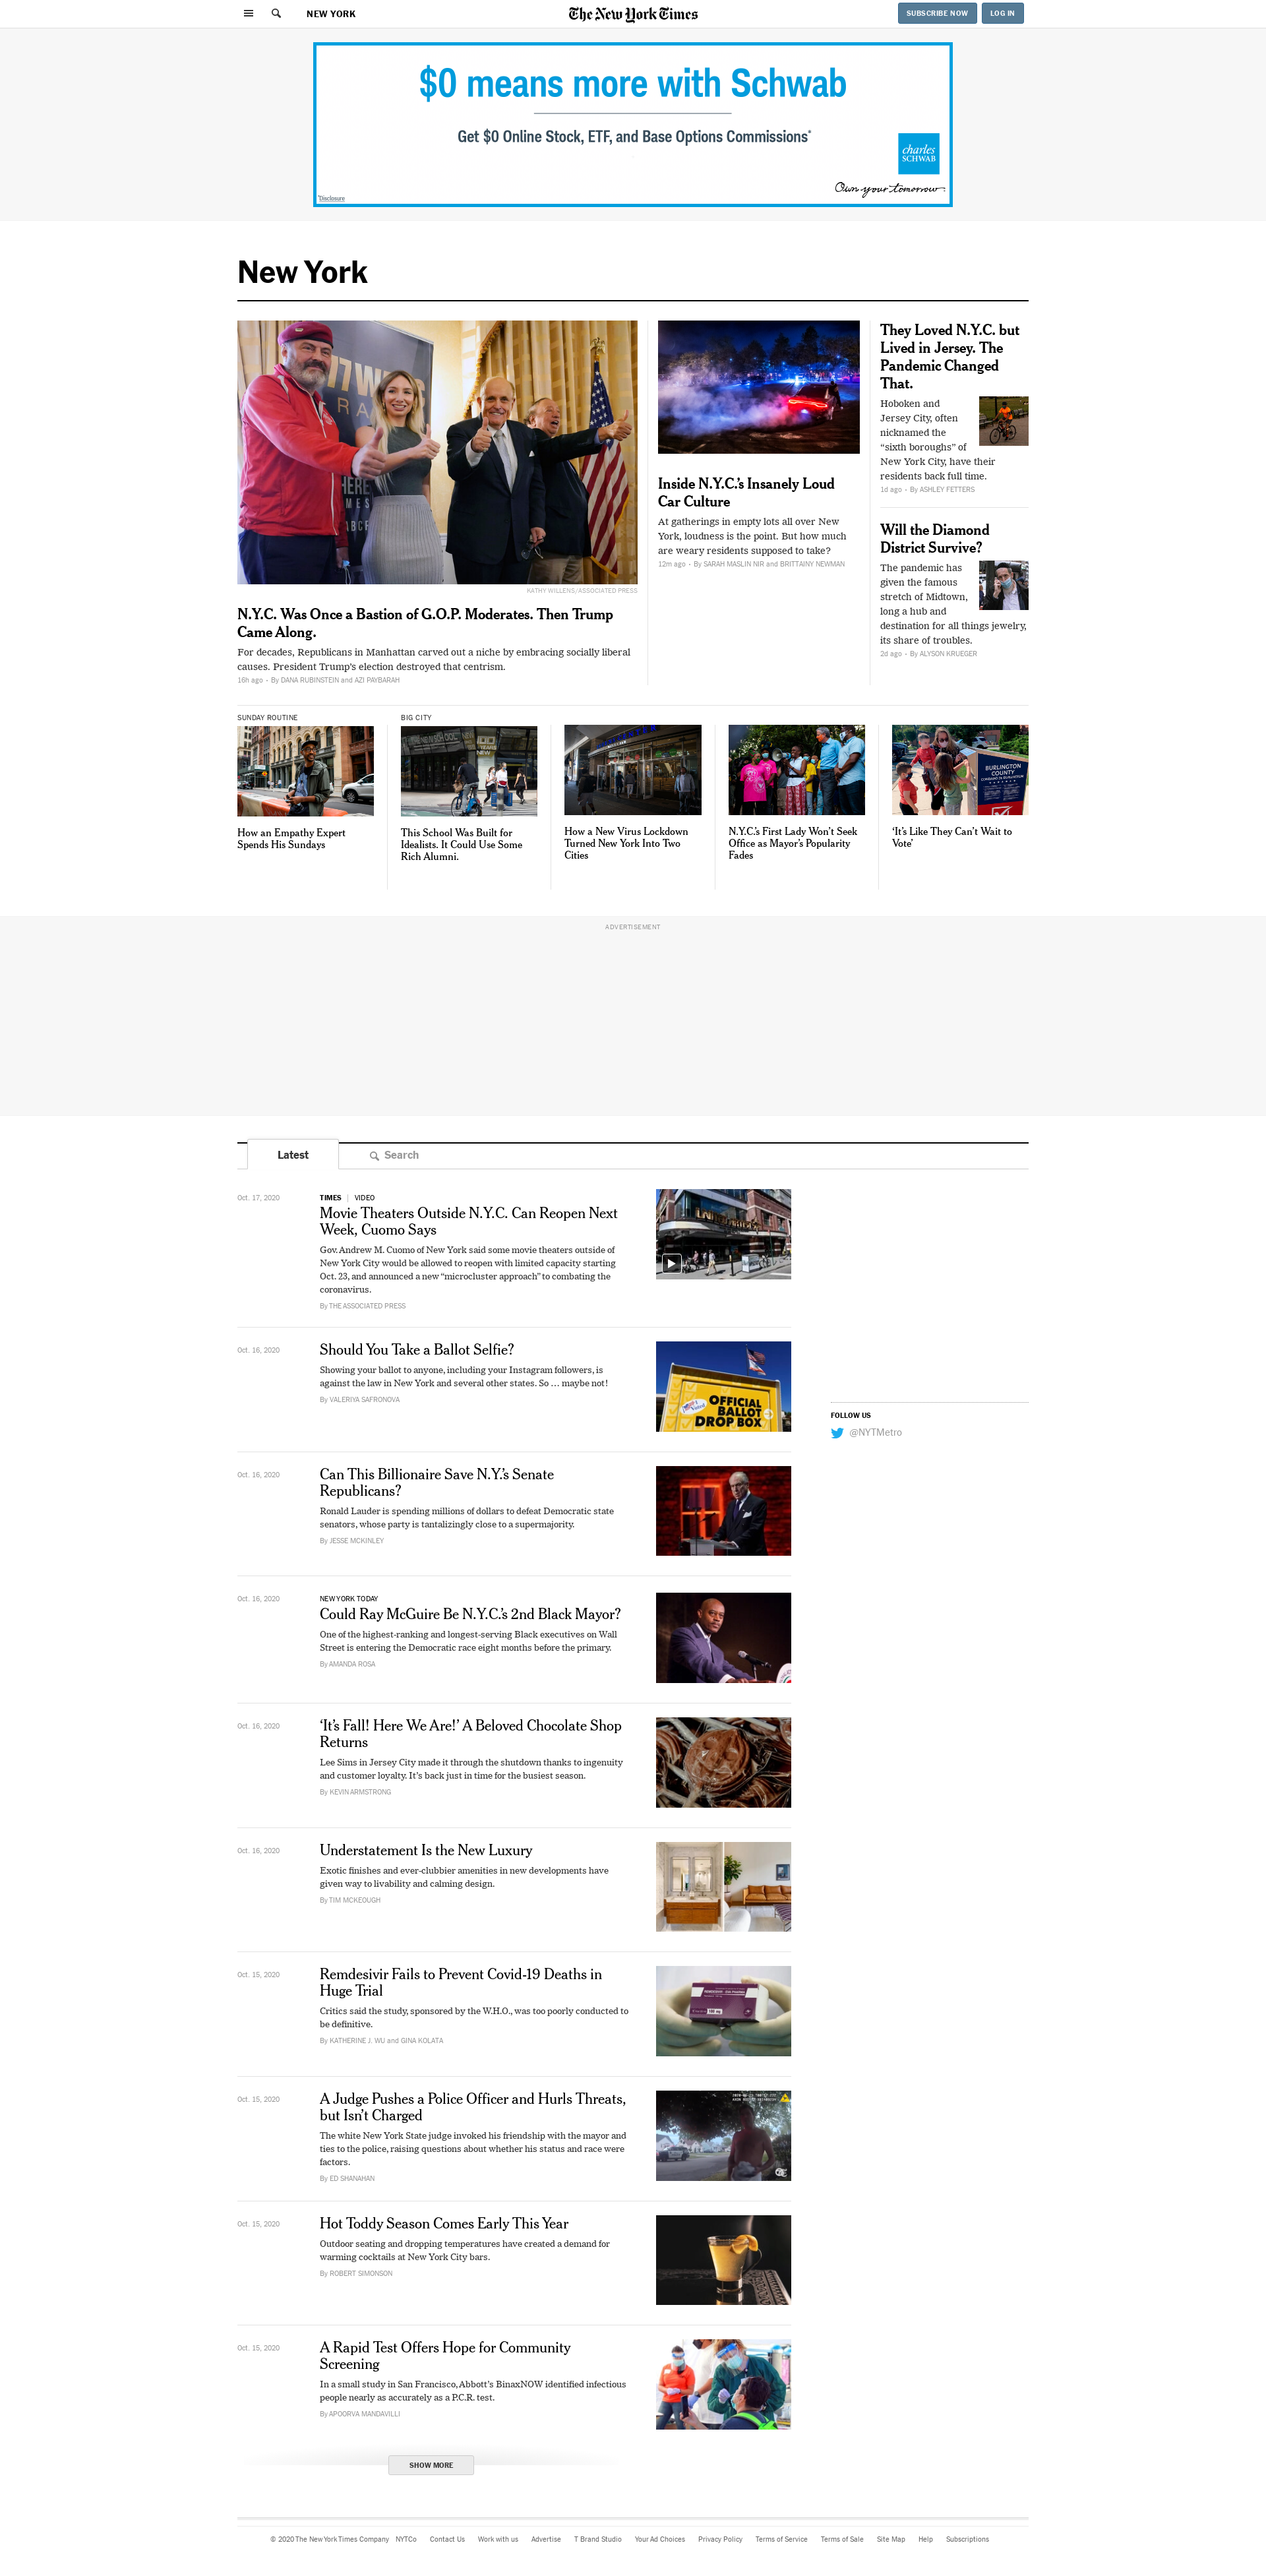 NEW YORK
The New York Times
SUBSCRIBE NOW
LOG IN
$0 means more with Schwab
Get $0 Online Stock, ETF, and Base Options Commissions*
charles
SCHWAB
Own your tomorrow.
*Disclosure
New York
KATHY WILLENS/ASSOCIATED PRESS
N.Y.C. Was Once a Bastion of G.O.P. Moderates. Then Trump
Came Along.
For decades, Republicans in Manhattan carved out a niche by embracing socially liberal
causes. President Trump's election destroyed that centrism.
16h ago • By DANA RUBINSTEIN and AZI PAYBARAH
Inside N.Y.C.'s Insanely Loud
Car Culture
At gatherings in empty lots all over New
York, loudness is the point. But how much
are weary residents supposed to take?
12m ago • By SARAH MASLIN NIR and BRITTAINY NEWMAN
They Loved N.Y.C. but
Lived in Jersey. The
Pandemic Changed
That.
Hoboken and
Jersey City, often
nicknamed the
“sixth boroughs” of
New York City, have their
residents back full time.
1d ago • By ASHLEY FETTERS
Will the Diamond
District Survive?
The pandemic has
given the famous
stretch of Midtown,
long a hub and
destination for all things jewelry,
its share of troubles.
2d ago • By ALYSON KRUEGER
SUNDAY ROUTINE
How an Empathy Expert
Spends His Sundays
BIG CITY
This School Was Built for
Idealists. It Could Use Some
Rich Alumni.
How a New Virus Lockdown
Turned New York Into Two
Cities
N.Y.C.'s First Lady Won't Seek
Office as Mayor's Popularity
Fades
BURLINGTON
COUNTY
‘It's Like They Can't Wait to
Vote’
ADVERTISEMENT
Latest
Search
Oct. 17, 2020
TIMES | VIDEO
Movie Theaters Outside N.Y.C. Can Reopen Next
Week, Cuomo Says
Gov. Andrew M. Cuomo of New York said some movie theaters outside of
New York City would be allowed to reopen with limited capacity starting
Oct. 23, and announced a new “microcluster approach” to combating the
coronavirus.
By THE ASSOCIATED PRESS
Oct. 16, 2020
Should You Take a Ballot Selfie?
Showing your ballot to anyone, including your Instagram followers, is
against the law in New York and several other states. So … maybe not!
By VALERIYA SAFRONOVA
OFFICIAL
BALLOT
DROP BOX
FOLLOW US
@NYTMetro
Oct. 16, 2020
Can This Billionaire Save N.Y.'s Senate
Republicans?
Ronald Lauder is spending millions of dollars to defeat Democratic state
senators, whose party is tantalizingly close to a supermajority.
By JESSE MCKINLEY
Oct. 16, 2020
NEW YORK TODAY
Could Ray McGuire Be N.Y.C.'s 2nd Black Mayor?
One of the highest-ranking and longest-serving Black executives on Wall
Street is entering the Democratic race eight months before the primary.
By AMANDA ROSA
Oct. 16, 2020
‘It's Fall! Here We Are!’ A Beloved Chocolate Shop
Returns
Lee Sims in Jersey City made it through the shutdown thanks to ingenuity
and customer loyalty. It's back just in time for the busiest season.
By KEVIN ARMSTRONG
Oct. 16, 2020
Understatement Is the New Luxury
Exotic finishes and ever-clubbier amenities in new developments have
given way to livability and calming design.
By TIM MCKEOUGH
Oct. 15, 2020
Remdesivir Fails to Prevent Covid-19 Deaths in
Huge Trial
Critics said the study, sponsored by the W.H.O., was too poorly conducted to
be definitive.
By KATHERINE J. WU and GINA KOLATA
Oct. 15, 2020
A Judge Pushes a Police Officer and Hurls Threats,
but Isn't Charged
The white New York State judge invoked his friendship with the mayor and
ties to the police, raising questions about whether his status and race were
factors.
By ED SHANAHAN
Oct. 15, 2020
Hot Toddy Season Comes Early This Year
Outdoor seating and dropping temperatures have created a demand for
warming cocktails at New York City bars.
By ROBERT SIMONSON
Oct. 15, 2020
A Rapid Test Offers Hope for Community
Screening
In a small study in San Francisco, Abbott's BinaxNOW identified infectious
people nearly as accurately as a P.C.R. test.
By APOORVA MANDAVILLI
SHOW MORE
© 2020 The New York Times Company NYTCo Contact Us Work with us Advertise T Brand Studio Your Ad Choices Privacy Policy Terms of Service Terms of Sale Site Map Help Subscriptions